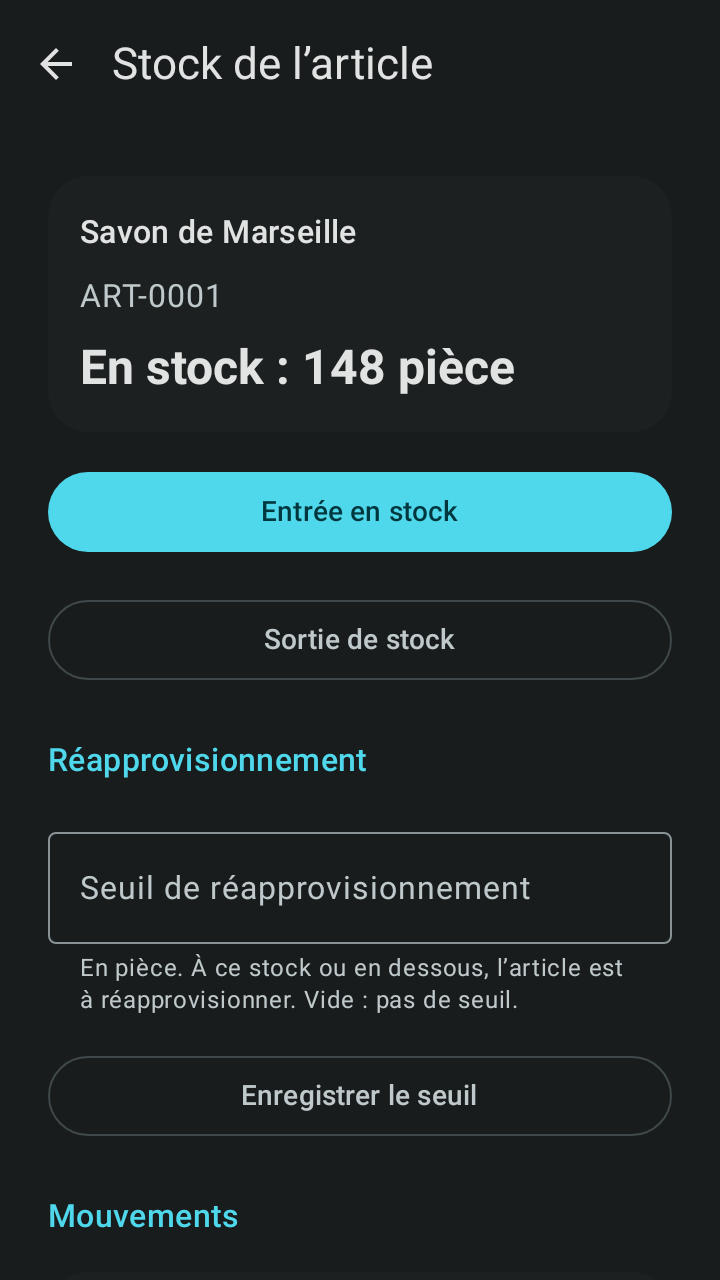 Stock de l’article
Savon de Marseille
ART-0001
En stock : 148 pièce
Entrée en stock
Sortie de stock
Réapprovisionnement
Seuil de réapprovisionnement
En pièce. À ce stock ou en dessous, l’article est
à réapprovisionner. Vide : pas de seuil.
Enregistrer le seuil
Mouvements